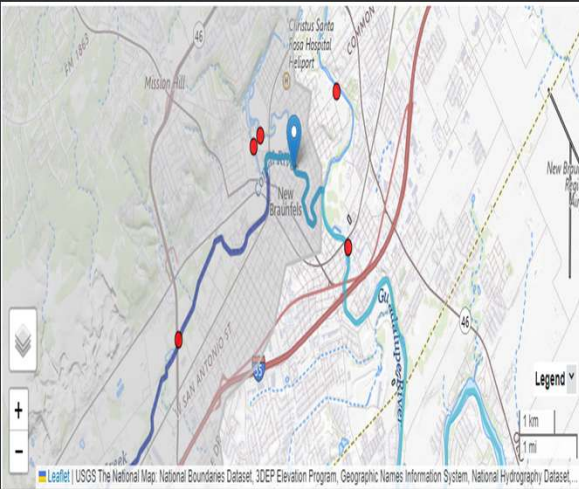 FM 1863
46
Christus Santa
Rosa Hospital
Heliport
H
COMMON
Mission Hill
New
Braunfels
New Brau
Reg
46
Guadalupe River
W SAN ANTONIO ST
35
Legend
+
−
1 km
1 mi
Leaflet | USGS The National Map: National Boundaries Dataset, 3DEP Elevation Program, Geographic Names Information System, National Hydrography Dataset,